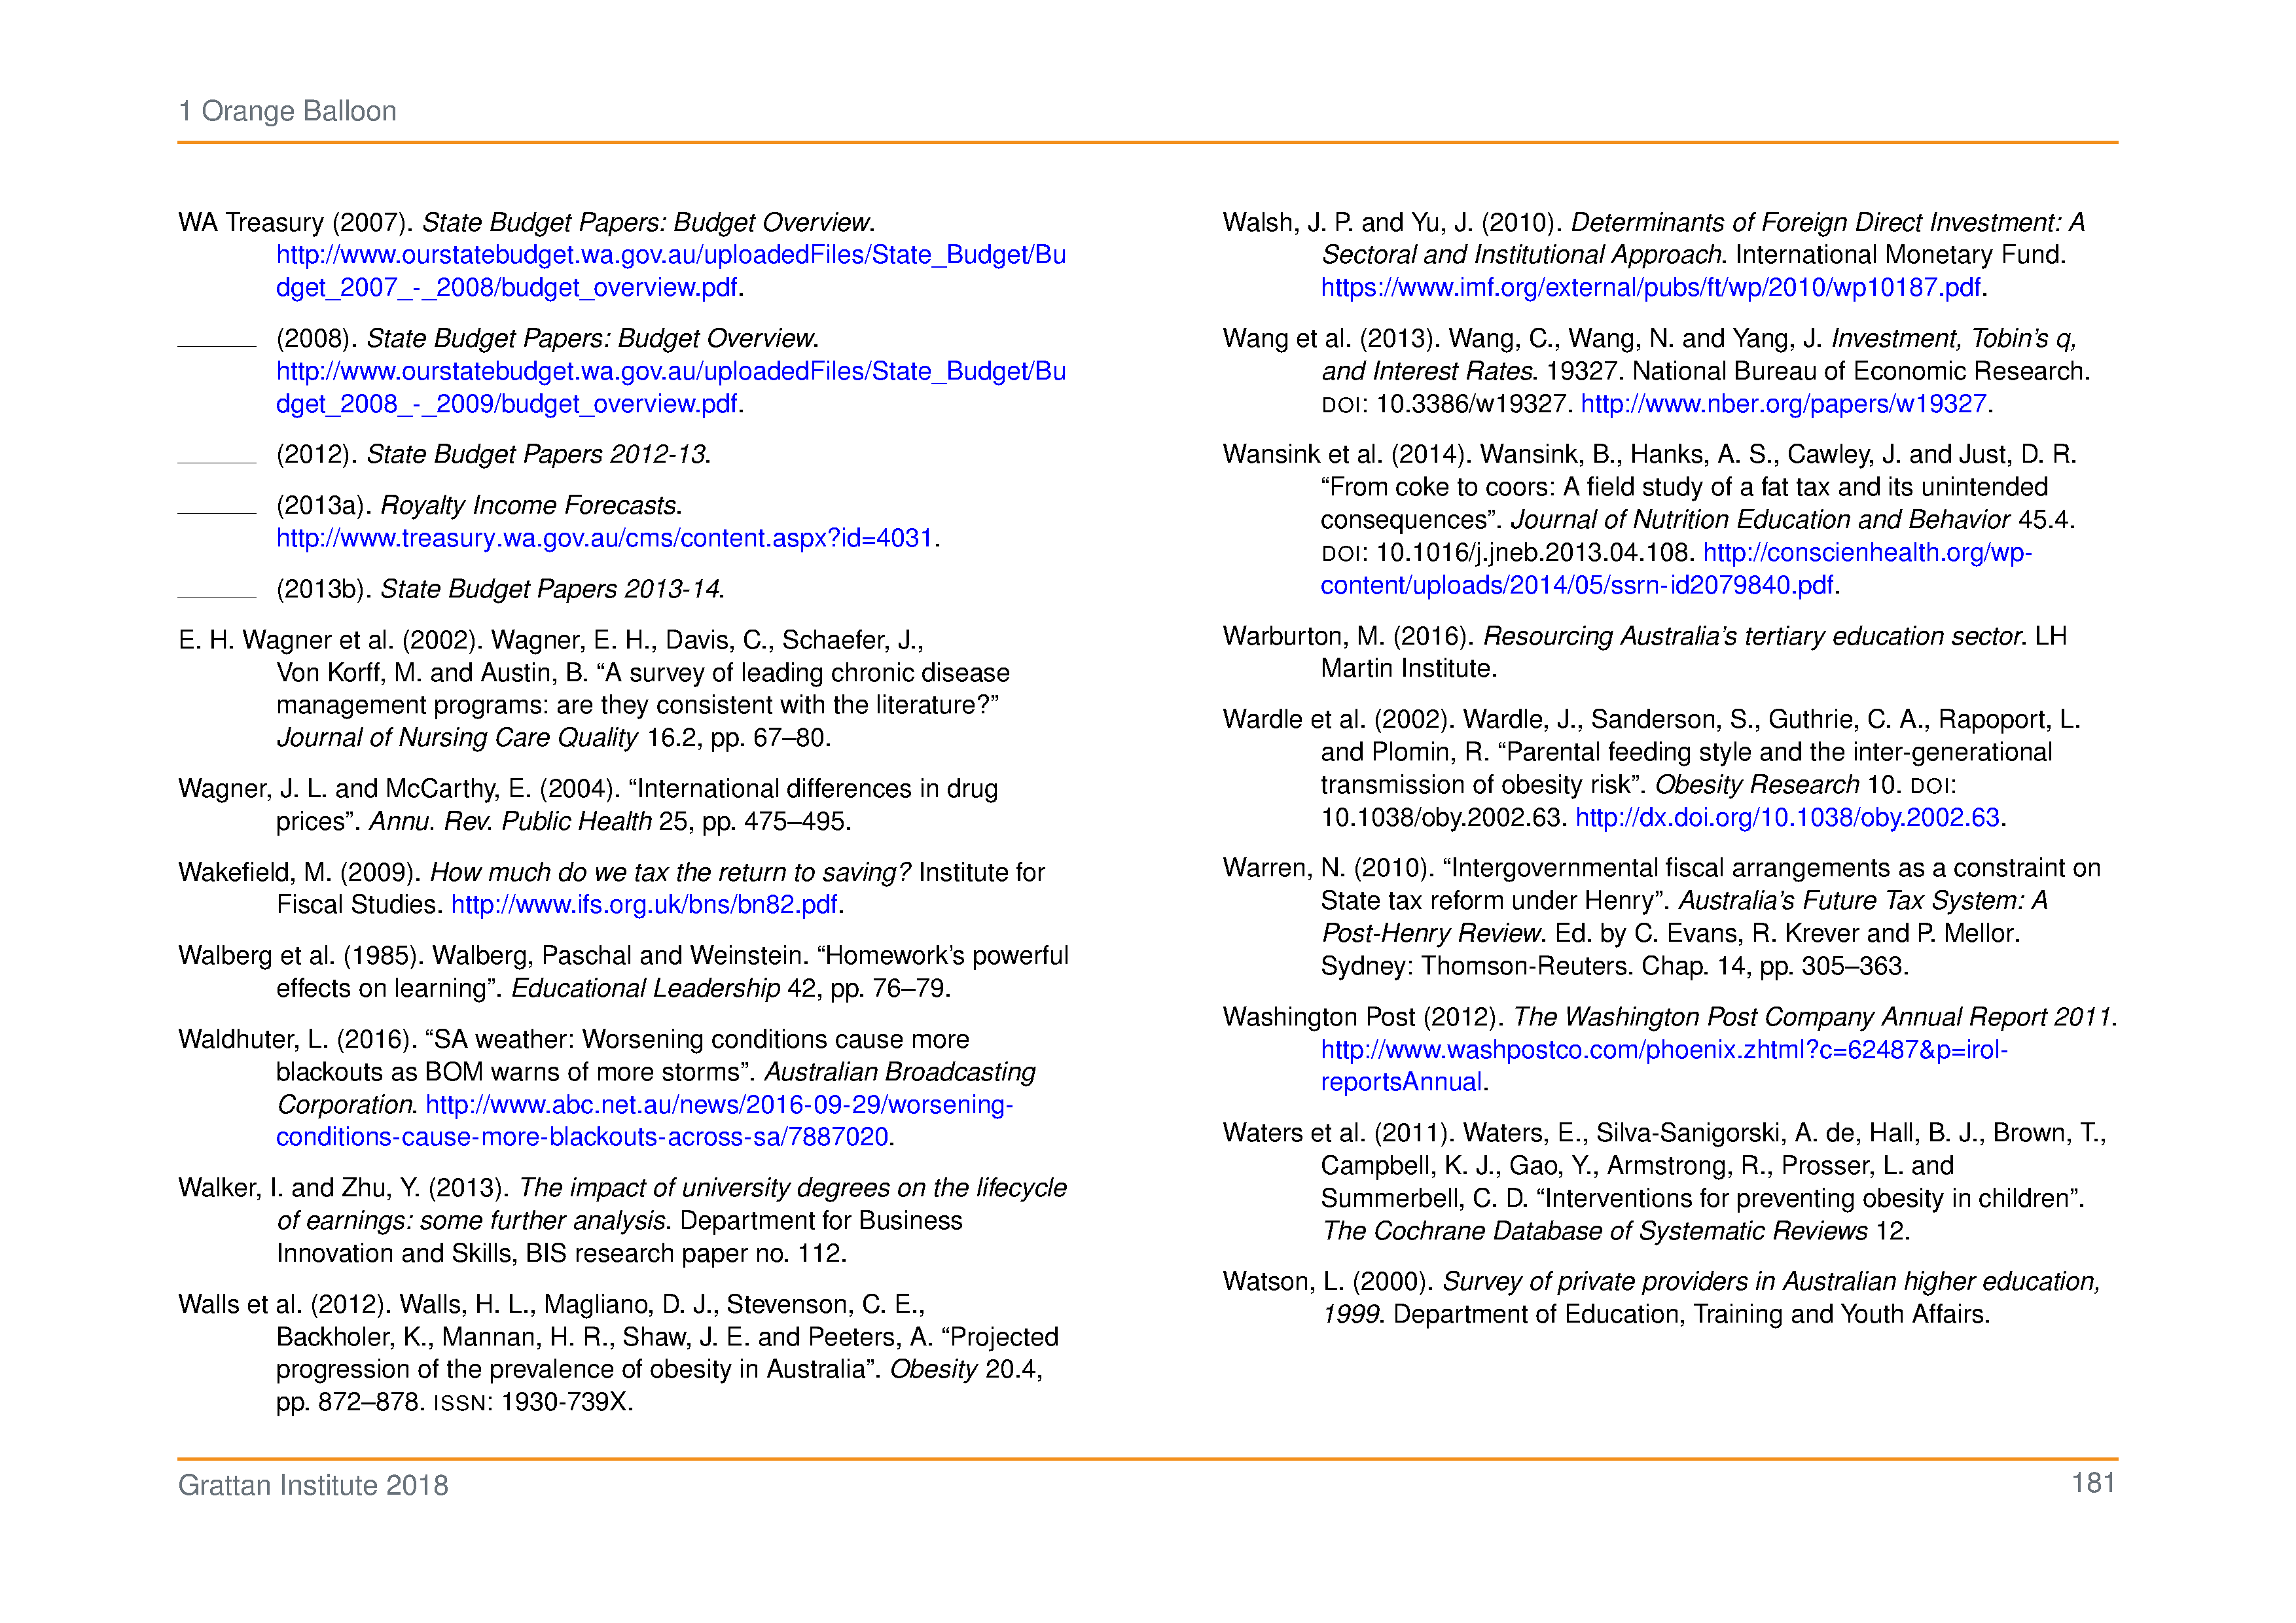 1 Orange Balloon
WA Treasury (2007). State Budget Papers: Budget Overview.
http://www.ourstatebudget.wa.gov.au/uploadedFiles/State_Budget/Bu
dget_2007_-_2008/budget_overview.pdf.
(2008). State Budget Papers: Budget Overview.
http://www.ourstatebudget.wa.gov.au/uploadedFiles/State_Budget/Bu
dget_2008_-_2009/budget_overview.pdf.
(2012). State Budget Papers 2012-13.
(2013a). Royalty Income Forecasts.
http://www.treasury.wa.gov.au/cms/content.aspx?id=4031.
(2013b). State Budget Papers 2013-14.
E. H. Wagner et al. (2002). Wagner, E. H., Davis, C., Schaefer, J.,
Von Korff, M. and Austin, B. “A survey of leading chronic disease
management programs: are they consistent with the literature?”
Journal of Nursing Care Quality 16.2, pp. 67–80.
Wagner, J. L. and McCarthy, E. (2004). “International differences in drug
prices”. Annu. Rev. Public Health 25, pp. 475–495.
Wakefield, M. (2009). How much do we tax the return to saving? Institute for
Fiscal Studies. http://www.ifs.org.uk/bns/bn82.pdf.
Walberg et al. (1985). Walberg, Paschal and Weinstein. “Homework’s powerful
effects on learning”. Educational Leadership 42, pp. 76–79.
Waldhuter, L. (2016). “SA weather: Worsening conditions cause more
blackouts as BOM warns of more storms”. Australian Broadcasting
Corporation. http://www.abc.net.au/news/2016-09-29/worsening-
conditions-cause-more-blackouts-across-sa/7887020.
Walker, I. and Zhu, Y. (2013). The impact of university degrees on the lifecycle
of earnings: some further analysis. Department for Business
Innovation and Skills, BIS research paper no. 112.
Walls et al. (2012). Walls, H. L., Magliano, D. J., Stevenson, C. E.,
Backholer, K., Mannan, H. R., Shaw, J. E. and Peeters, A. “Projected
progression of the prevalence of obesity in Australia”. Obesity 20.4,
pp. 872–878. ISSN: 1930-739X.
Walsh, J. P. and Yu, J. (2010). Determinants of Foreign Direct Investment: A
Sectoral and Institutional Approach. International Monetary Fund.
https://www.imf.org/external/pubs/ft/wp/2010/wp10187.pdf.
Wang et al. (2013). Wang, C., Wang, N. and Yang, J. Investment, Tobin’s q,
and Interest Rates. 19327. National Bureau of Economic Research.
DOI: 10.3386/w19327. http://www.nber.org/papers/w19327.
Wansink et al. (2014). Wansink, B., Hanks, A. S., Cawley, J. and Just, D. R.
“From coke to coors: A field study of a fat tax and its unintended
consequences”. Journal of Nutrition Education and Behavior 45.4.
DOI: 10.1016/j.jneb.2013.04.108. http://conscienhealth.org/wp-
content/uploads/2014/05/ssrn-id2079840.pdf.
Warburton, M. (2016). Resourcing Australia’s tertiary education sector. LH
Martin Institute.
Wardle et al. (2002). Wardle, J., Sanderson, S., Guthrie, C. A., Rapoport, L.
and Plomin, R. “Parental feeding style and the inter-generational
transmission of obesity risk”. Obesity Research 10. DOI:
10.1038/oby.2002.63. http://dx.doi.org/10.1038/oby.2002.63.
Warren, N. (2010). “Intergovernmental fiscal arrangements as a constraint on
State tax reform under Henry”. Australia’s Future Tax System: A
Post-Henry Review. Ed. by C. Evans, R. Krever and P. Mellor.
Sydney: Thomson-Reuters. Chap. 14, pp. 305–363.
Washington Post (2012). The Washington Post Company Annual Report 2011.
http://www.washpostco.com/phoenix.zhtml?c=62487&p=irol-
reportsAnnual.
Waters et al. (2011). Waters, E., Silva-Sanigorski, A. de, Hall, B. J., Brown, T.,
Campbell, K. J., Gao, Y., Armstrong, R., Prosser, L. and
Summerbell, C. D. “Interventions for preventing obesity in children”.
The Cochrane Database of Systematic Reviews 12.
Watson, L. (2000). Survey of private providers in Australian higher education,
1999. Department of Education, Training and Youth Affairs.
Grattan Institute 2018
181